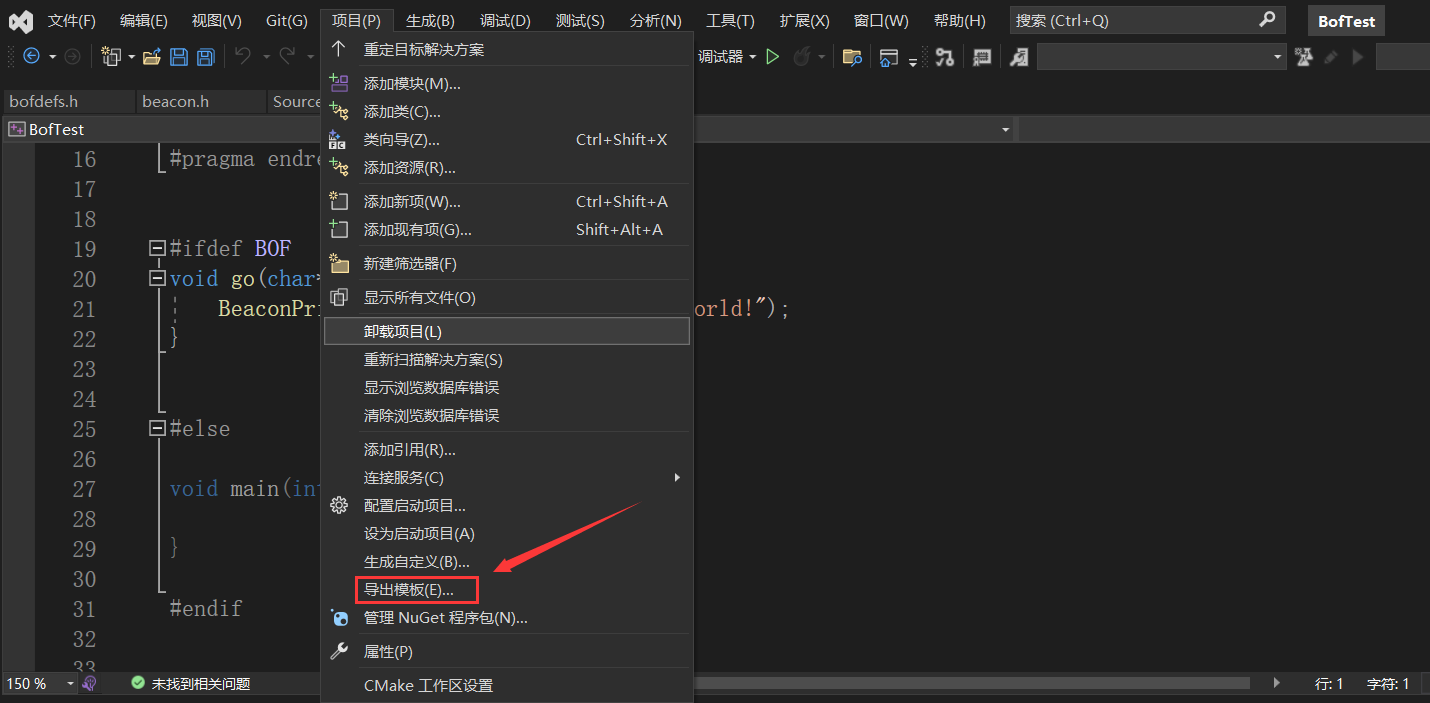 文件(F) 编辑(E) 视图(V) Git(G) 项目(P) 生成(B) 调试(D) 测试(S) 分析(N) 工具(T) 扩展(X) 窗口(W) 帮助(H) 搜索 (Ctrl+Q) BofTest
调试器
bofdefs.h beacon.h Source
BofTest
重定目标解决方案
添加模块(M)...
添加类(C)...
类向导(Z)... Ctrl+Shift+X
添加资源(R)...
添加新项(W)... Ctrl+Shift+A
添加现有项(G)... Shift+Alt+A
新建筛选器(F)
显示所有文件(O)
卸载项目(L)
重新扫描解决方案(S)
显示浏览数据库错误
清除浏览数据库错误
添加引用(R)...
连接服务(C)
配置启动项目...
设为启动项目(A)
生成自定义(B)...
导出模板(E)...
管理 NuGet 程序包(N)...
属性(P)
CMake 工作区设置
16 #pragma endre
17
18
19 #ifdef BOF
20 void go(char*
21 BeaconPri orld!");
22 }
23
24
25 #else
26
27 void main(int
28
29 }
30
31 #endif
32
33
150 % 未找到相关问题 行: 1 字符: 1